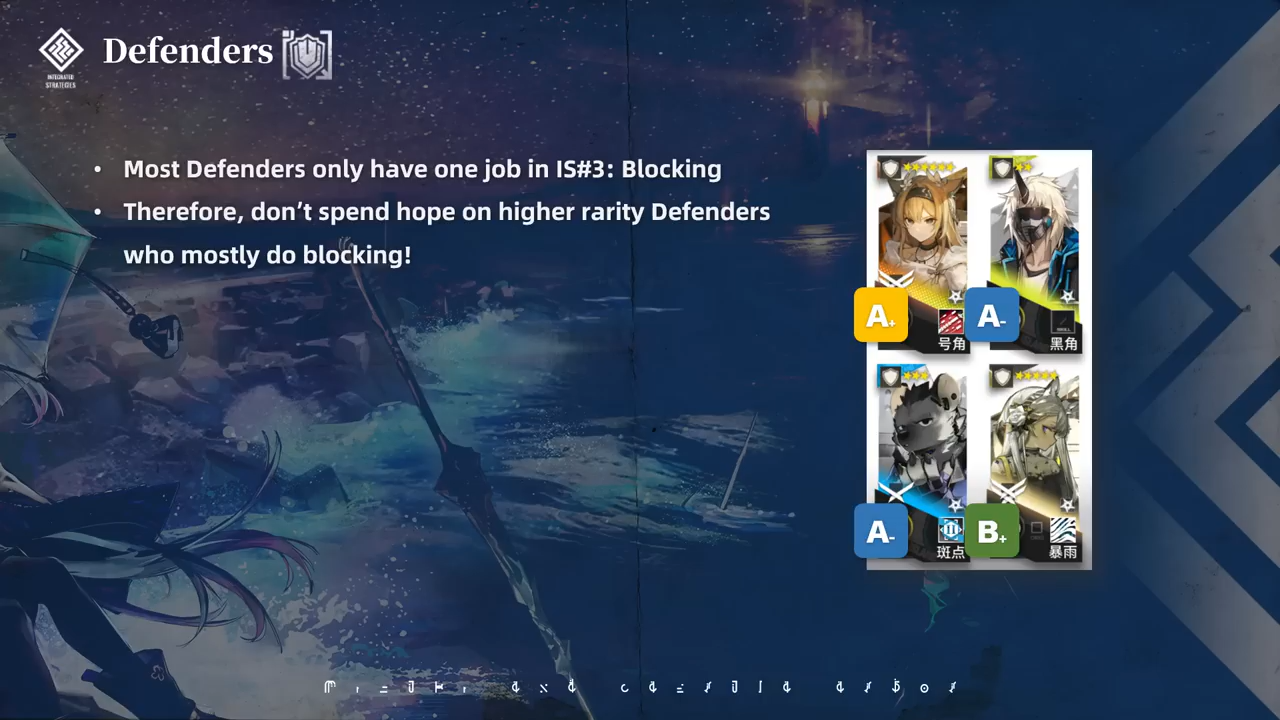 INTEGRATED
STRATEGIES
Defenders
• Most Defenders only have one job in IS#3: Blocking
• Therefore, don’t spend hope on higher rarity Defenders
who mostly do blocking!
A+
号角
A-
黑角
A-
斑点
B+
暴雨